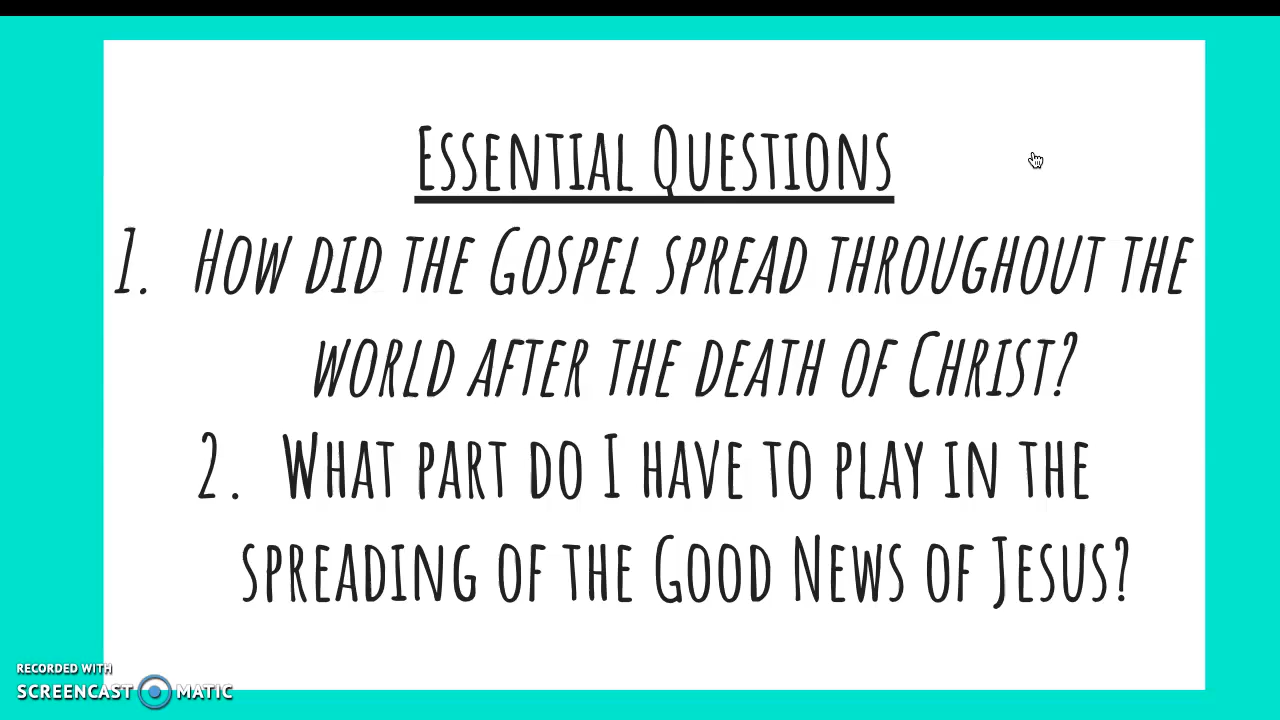 Essential Questions
1. How did the Gospel spread throughout the
world after the death of Christ?
2. What part do I have to play in the
spreading of the Good News of Jesus?
RECORDED WITH
SCREENCAST MATIC